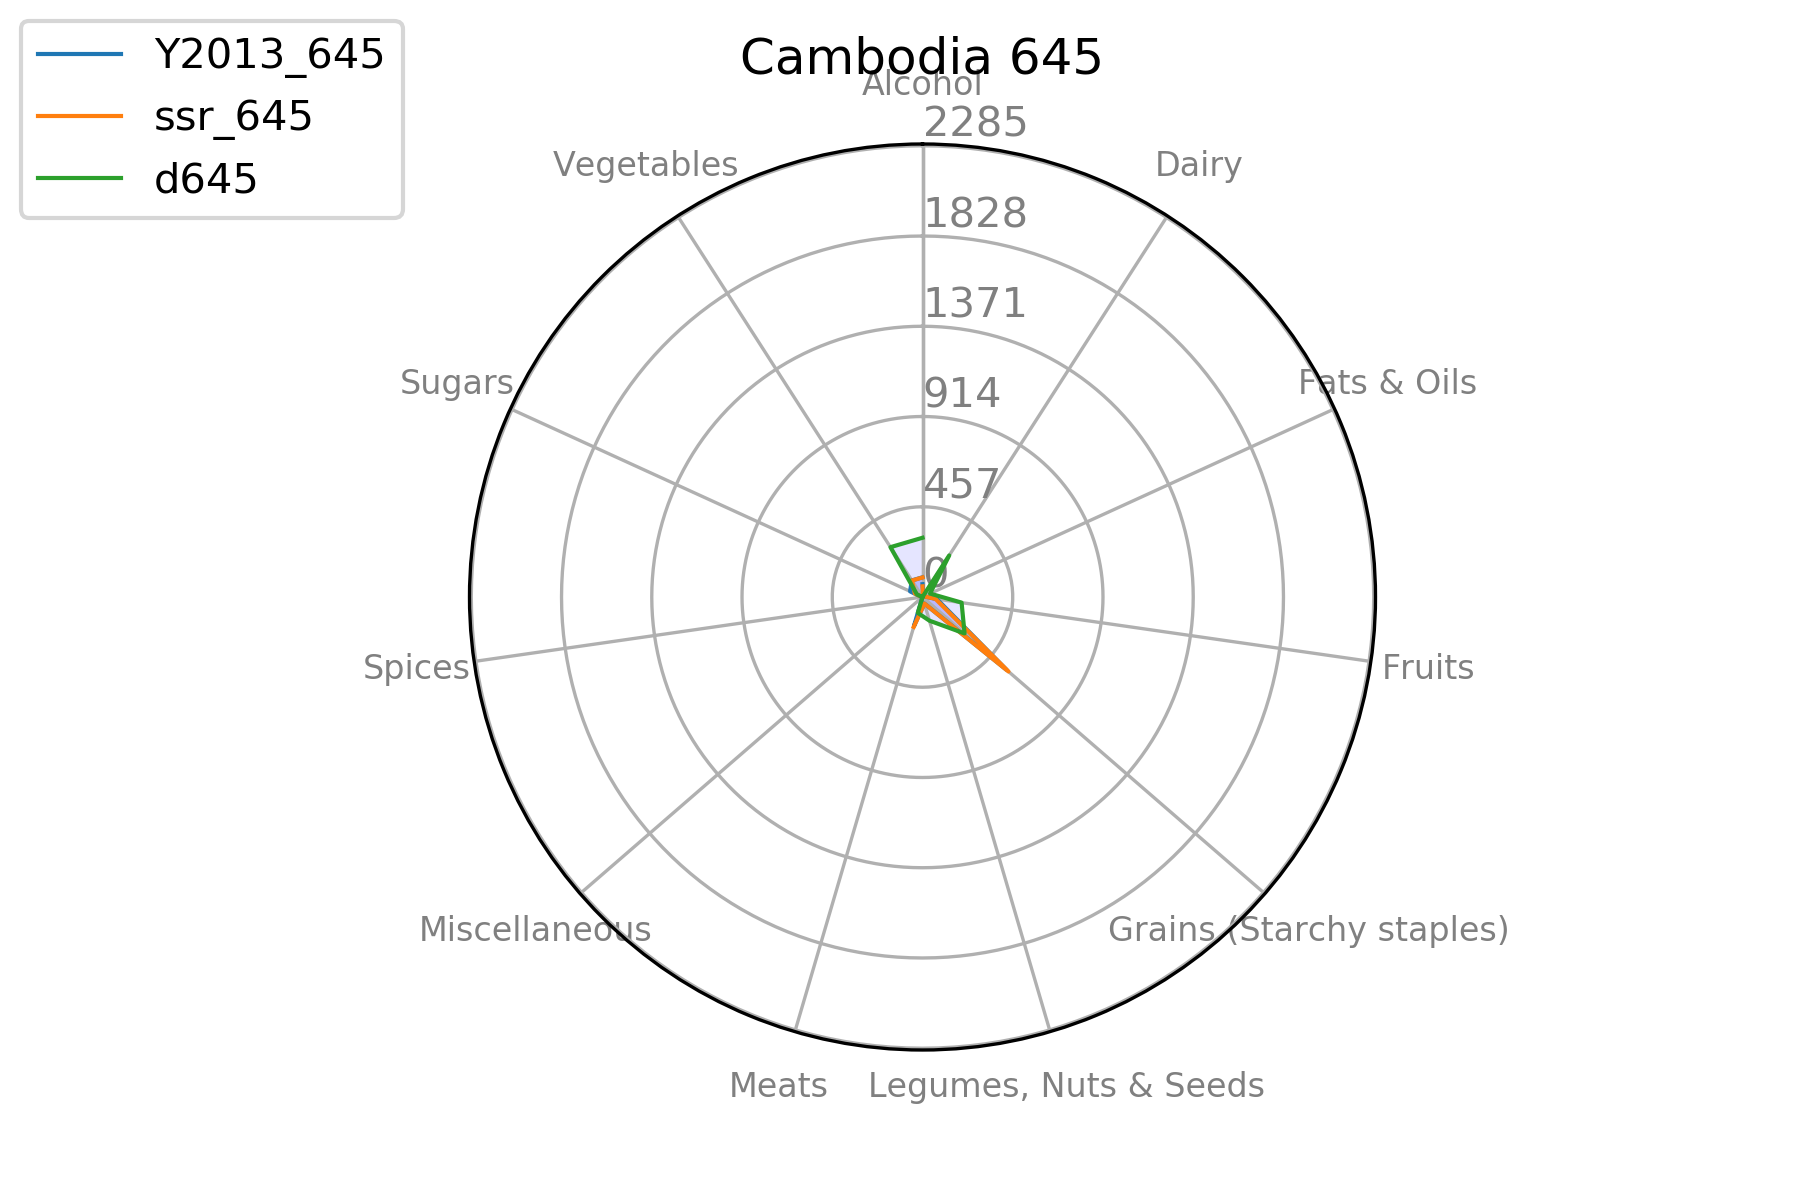 Y2013_645
ssr_645
d645
Cambodia 645
Alcohol
2285
Vegetables
Dairy
1828
1371
Sugars
Fats & Oils
914
457
0
Spices
Fruits
Miscellaneous
Grains (Starchy staples)
Meats
Legumes, Nuts & Seeds